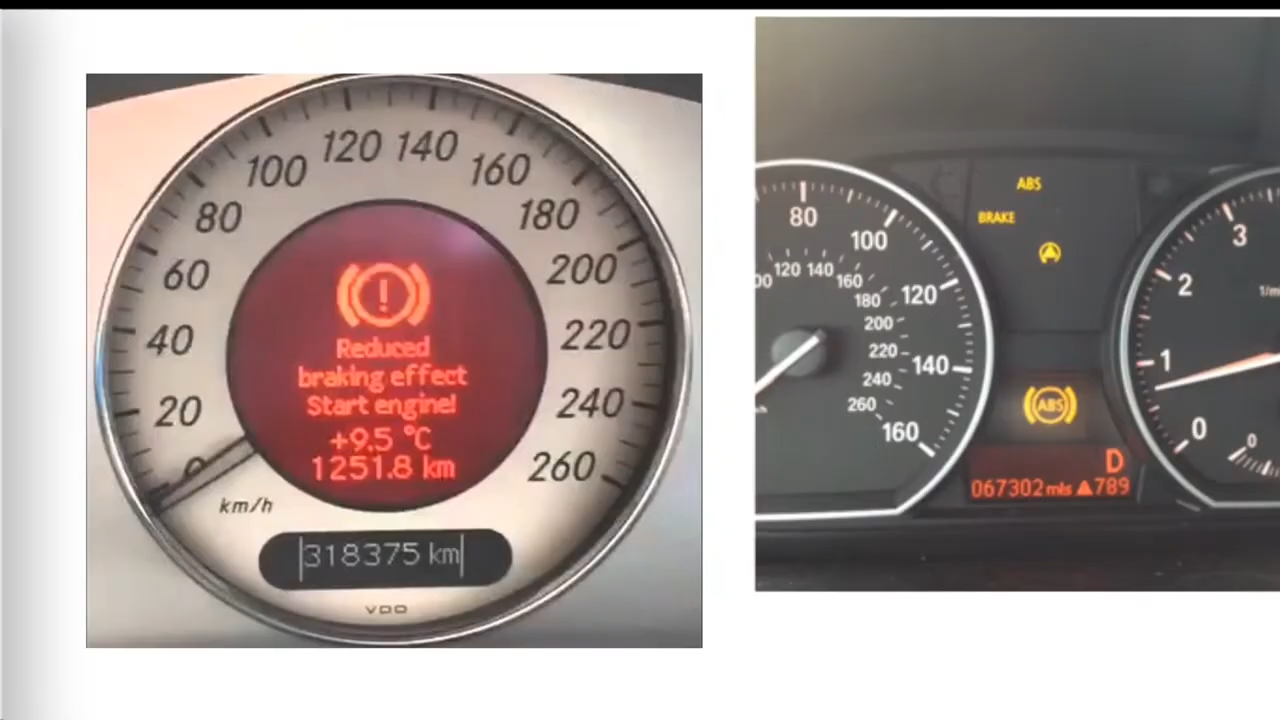 120 140
100 160
80 180
60 200
40 220
20 240
0 260
km/h
!
Reduced
braking effect
Start engine!
+9.5 °C
1251.8 km
318375 km
VDO
80
100
120
140
160
120 140
160
180
200
220
240
260
ABS
BRAKE
ABS
D
067302 mls ▲789
3
2
1
0
0